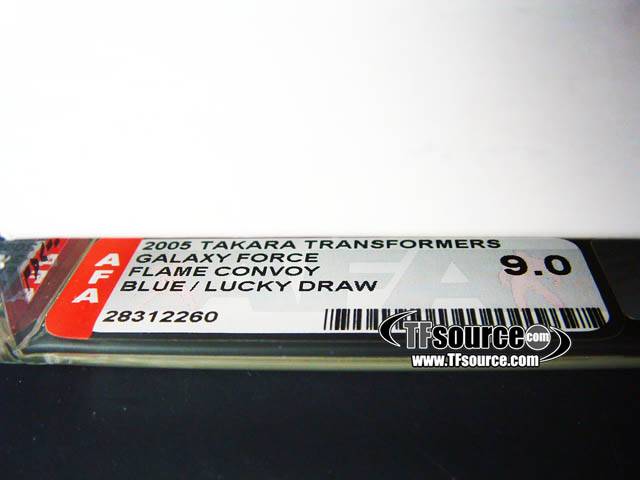 2005 TAKARA TRANSFORMERS
GALAXY FORCE
FLAME CONVOY
BLUE / LUCKY DRAW
28312260
9.0
AFA
TFsource.com
www.TFsource.com